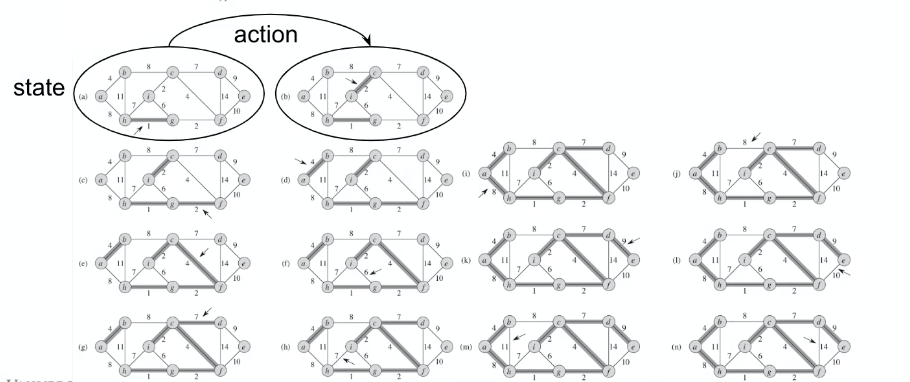 action
state
(a) a b c d e f g h i 4 8 7 9 8 11 2 4 14 7 6 10 1 2
(b) a b c d e f g h i 4 8 7 9 8 11 2 4 14 7 6 10 1 2
(c) a b c d e f g h i 4 8 7 9 8 11 2 4 14 7 6 10 1 2
(d) a b c d e f g h i 4 8 7 9 8 11 2 4 14 7 6 10 1 2
(e) a b c d e f g h i 4 8 7 9 8 11 2 4 14 7 6 10 1 2
(f) a b c d e f g h i 4 8 7 9 8 11 2 4 14 7 6 10 1 2
(g) a b c d e f g h i 4 8 7 9 8 11 2 4 14 7 6 10 1 2
(h) a b c d e f g h i 4 8 7 9 8 11 2 4 14 7 6 10 1 2
(i) a b c d e f g h i 4 8 7 9 8 11 2 4 14 7 6 10 1 2
(j) a b c d e f g h i 4 8 7 9 8 11 2 4 14 7 6 10 1 2
(k) a b c d e f g h i 4 8 7 9 8 11 2 4 14 7 6 10 1 2
(l) a b c d e f g h i 4 8 7 9 8 11 2 4 14 7 6 10 1 2
(m) a b c d e f g h i 4 8 7 9 8 11 2 4 14 7 6 10 1 2
(n) a b c d e f g h i 4 8 7 9 8 11 2 4 14 7 6 10 1 2